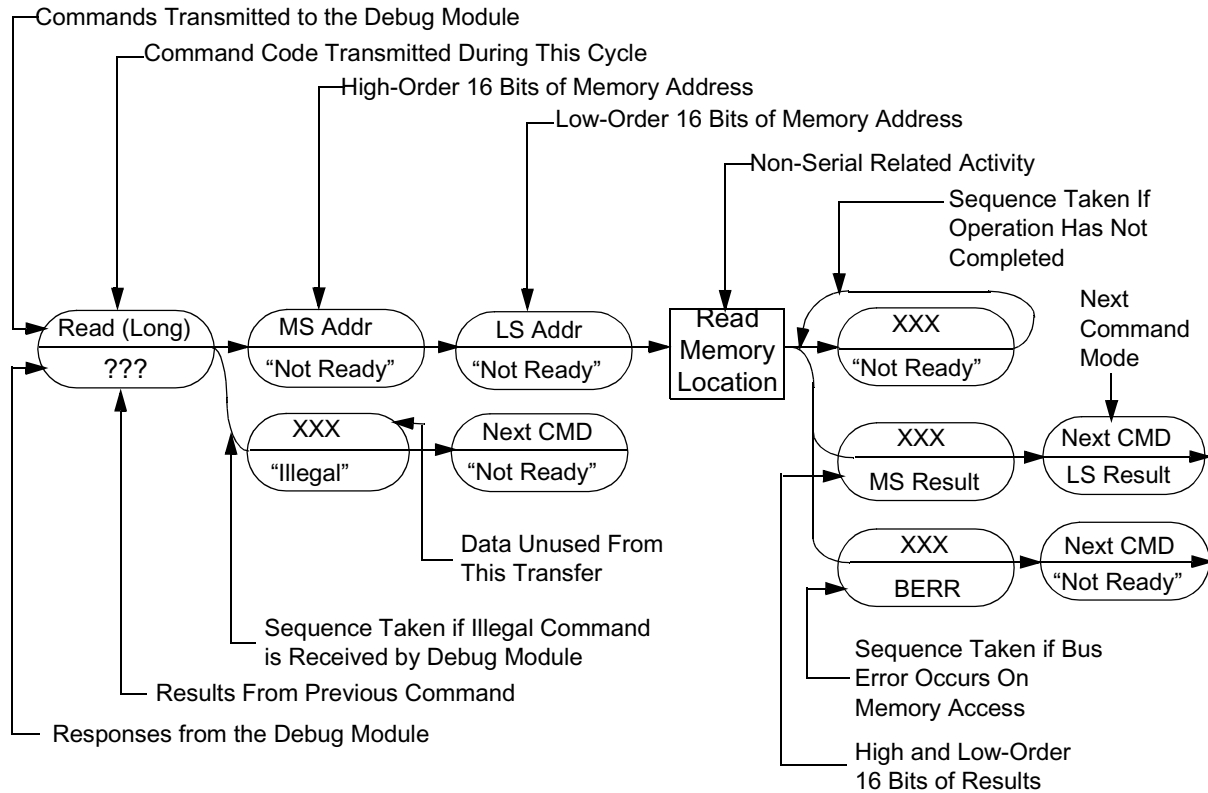 Commands Transmitted to the Debug Module
Command Code Transmitted During This Cycle
High-Order 16 Bits of Memory Address
Low-Order 16 Bits of Memory Address
Non-Serial Related Activity
Sequence Taken If
Operation Has Not
Completed
Next
Command
Mode
Read (Long)
???
MS Addr
“Not Ready”
LS Addr
“Not Ready”
Read
Memory
Location
XXX
“Not Ready”
XXX
“Illegal”
Next CMD
“Not Ready”
XXX
MS Result
Next CMD
LS Result
XXX
BERR
Next CMD
“Not Ready”
Data Unused From
This Transfer
Sequence Taken if Illegal Command
is Received by Debug Module
Results From Previous Command
Responses from the Debug Module
Sequence Taken if Bus
Error Occurs On
Memory Access
High and Low-Order
16 Bits of Results